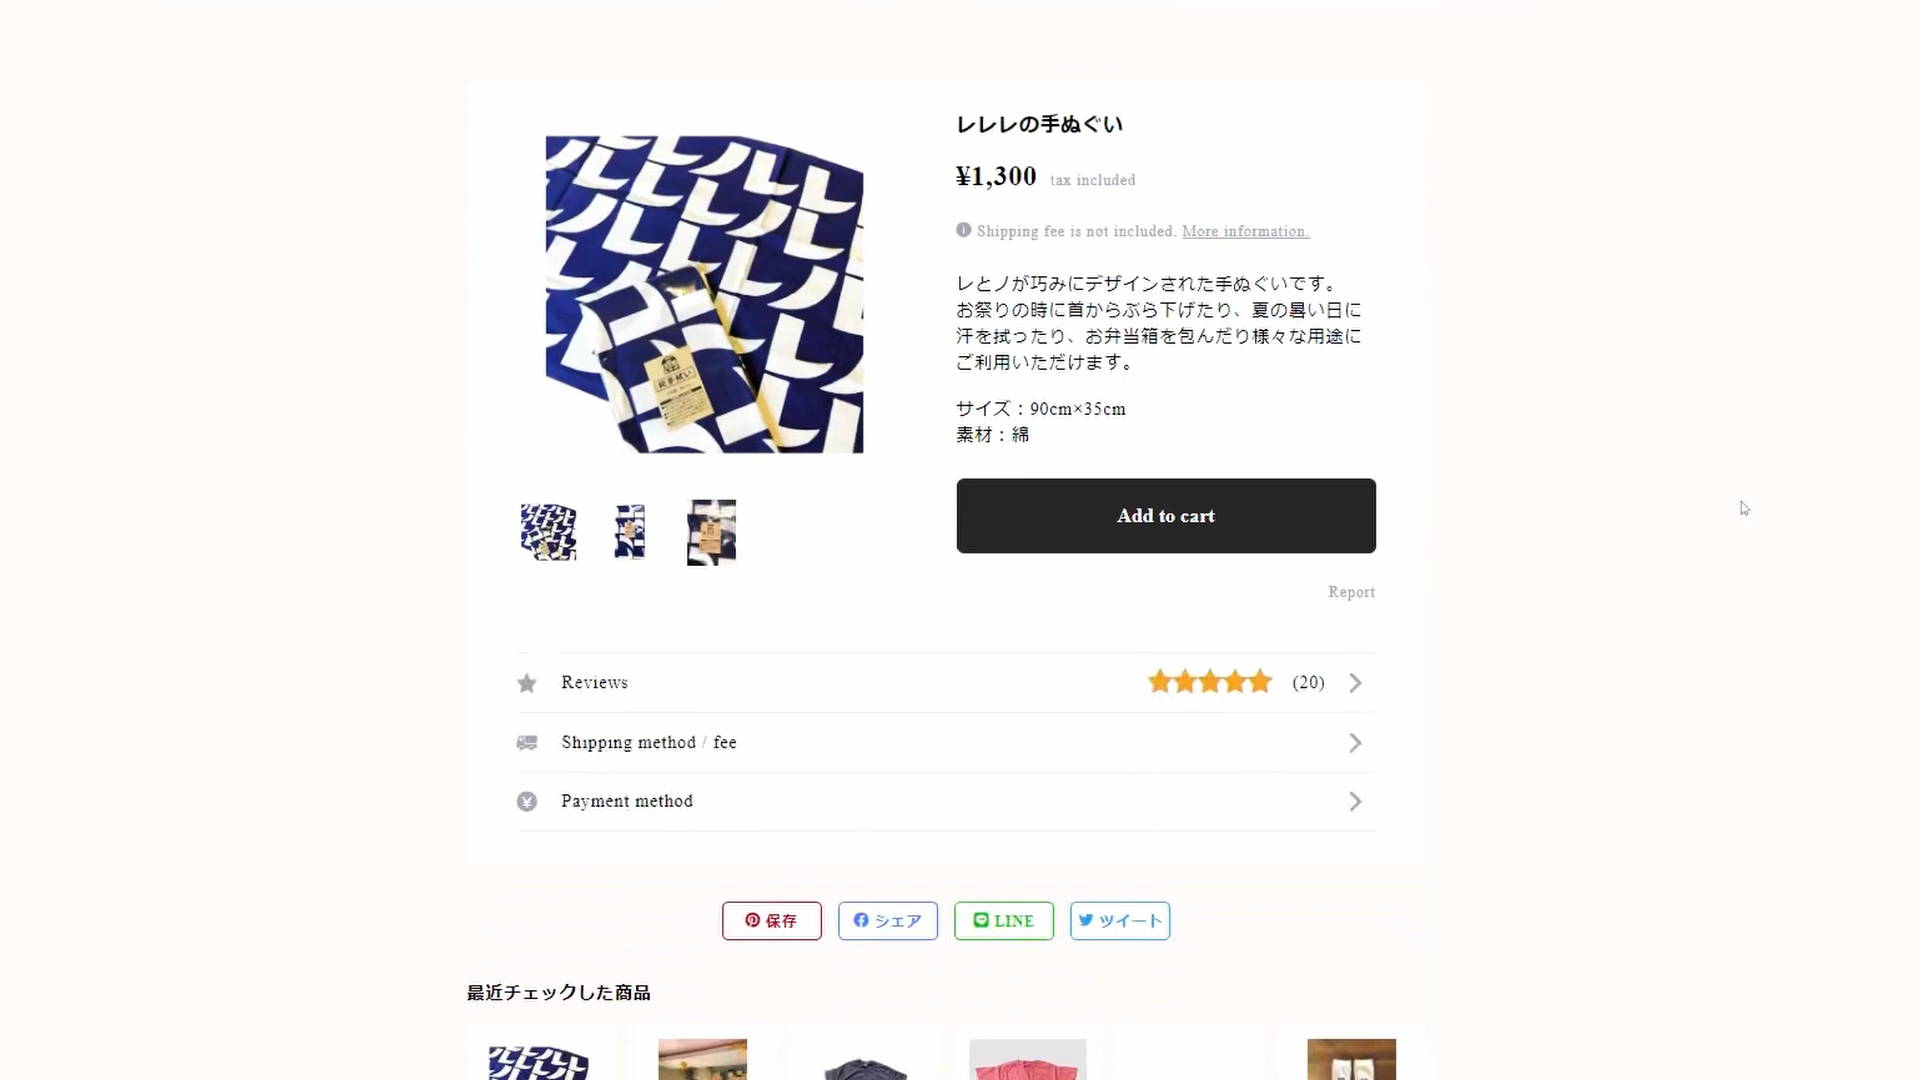 レレレの手ぬぐい
¥1,300 tax included
Shipping fee is not included. More information.
レとノが巧みにデザインされた手ぬぐいです。
お祭りの時に首からぶら下げたり、夏の暑い日に
汗を拭ったり、お弁当箱を包んだり様々な用途に
ご利用いただけます。
サイズ：90cm×35cm
素材：綿
Add to cart
Report
Reviews (20)
Shipping method / fee
Payment method
保存 シェア LINE ツイート
最近チェックした商品